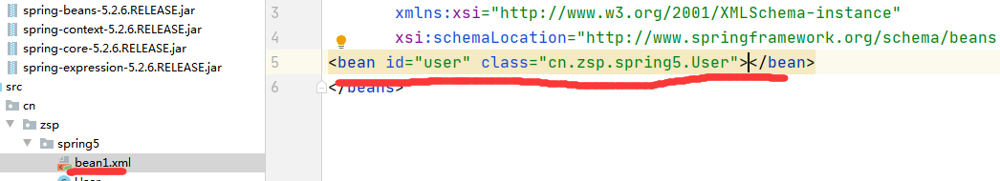 spring-beans-5.2.6.RELEASE.jar
spring-context-5.2.6.RELEASE.jar
spring-core-5.2.6.RELEASE.jar
spring-expression-5.2.6.RELEASE.jar
src
cn
zsp
spring5
bean1.xml
User
3 xmlns:xsi="http://www.w3.org/2001/XMLSchema-instance"
4 xsi:schemaLocation="http://www.springframework.org/schema/beans
5 <bean id="user" class="cn.zsp.spring5.User"></bean>
6 </beans>